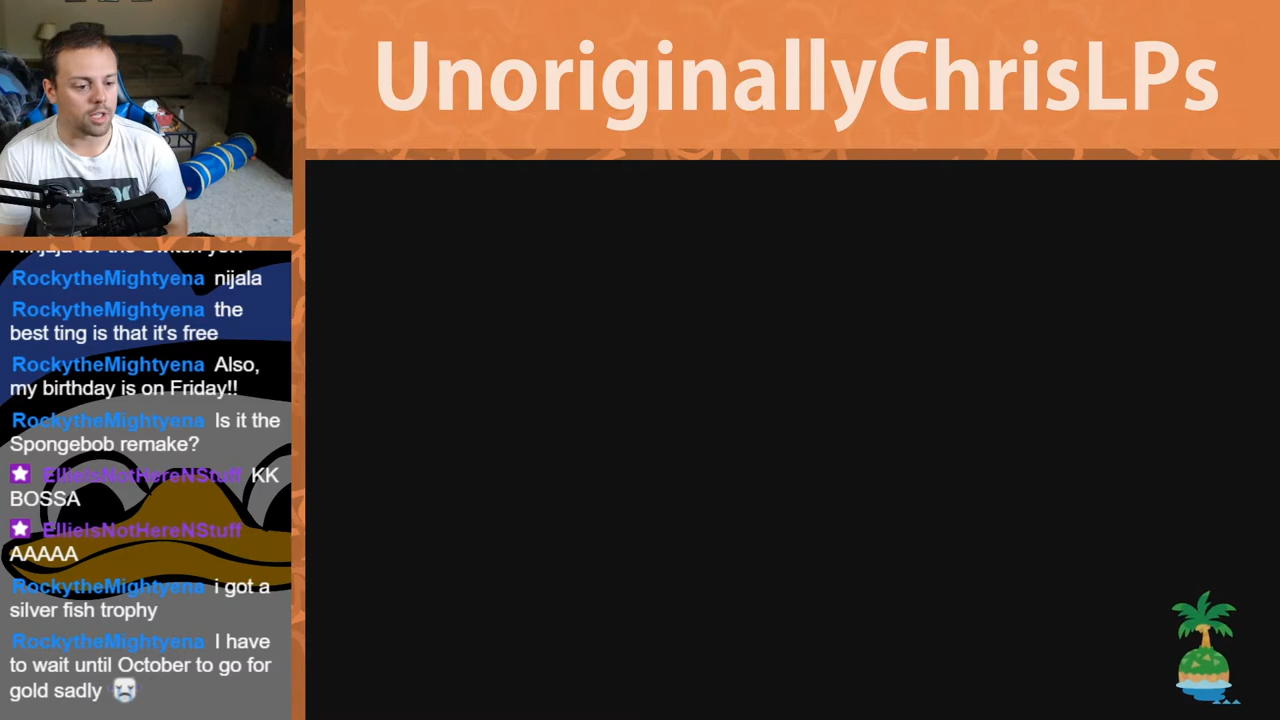 UnoriginallyChrisLPs
RockytheMightyena nijala
RockytheMightyena the
best ting is that it's free
RockytheMightyena Also,
my birthday is on Friday!!
RockytheMightyena Is it the
Spongebob remake?
EllieIsNotHereNStuff KK
BOSSA
EllieIsNotHereNStuff
AAAAA
RockytheMightyena i got a
silver fish trophy
RockytheMightyena I have
to wait until October to go for
gold sadly